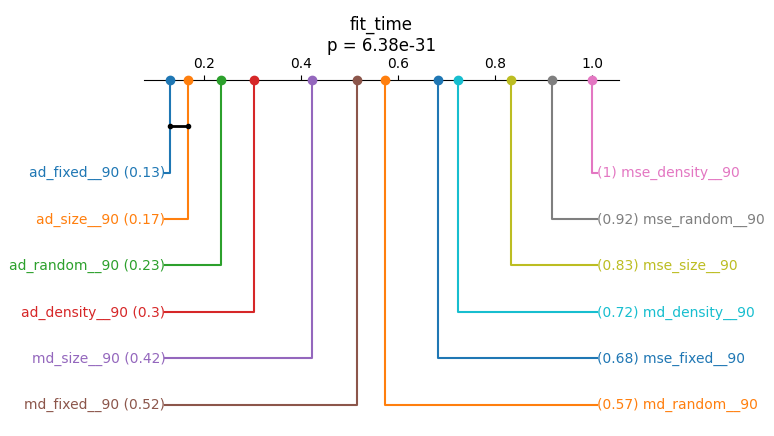 fit_time
p = 6.38e-31
0.2 0.4 0.6 0.8 1.0
ad_fixed__90 (0.13) (1) mse_density__90
ad_size__90 (0.17) (0.92) mse_random__90
ad_random__90 (0.23) (0.83) mse_size__90
ad_density__90 (0.3) (0.72) md_density__90
md_size__90 (0.42) (0.68) mse_fixed__90
md_fixed__90 (0.52) (0.57) md_random__90